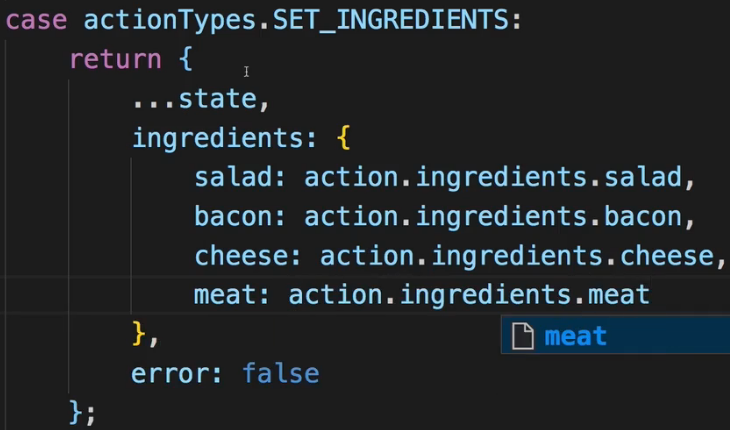 case actionTypes.SET_INGREDIENTS:
return {
...state,
ingredients: {
salad: action.ingredients.salad,
bacon: action.ingredients.bacon,
cheese: action.ingredients.cheese,
meat: action.ingredients.meat
},
meat
error: false
};